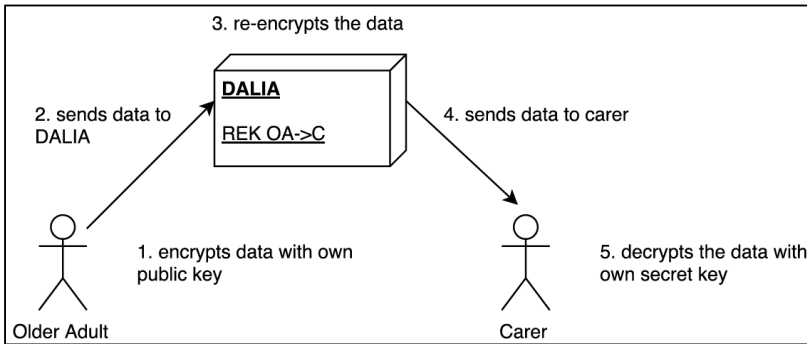 3. re-encrypts the data
DALIA
REK OA->C
2. sends data to
DALIA
4. sends data to carer
1. encrypts data with own
public key
5. decrypts the data with
own secret key
Older Adult
Carer